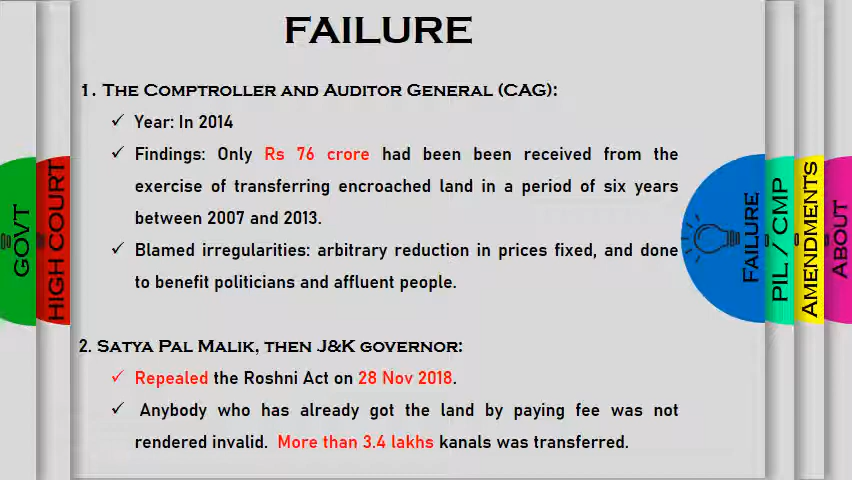 FAILURE
1. THE COMPTROLLER AND AUDITOR GENERAL (CAG):
✓ Year: In 2014
✓ Findings: Only Rs 76 crore had been been received from the
exercise of transferring encroached land in a period of six years
between 2007 and 2013.
✓ Blamed irregularities: arbitrary reduction in prices fixed, and done
to benefit politicians and affluent people.
2. SATYA PAL MALIK, THEN J&K GOVERNOR:
✓ Repealed the Roshni Act on 28 Nov 2018.
✓ Anybody who has already got the land by paying fee was not
rendered invalid. More than 3.4 lakhs kanals was transferred.
GOVT
HIGH COURT
FAILURE
PIL / CMP
AMENDMENTS
ABOUT